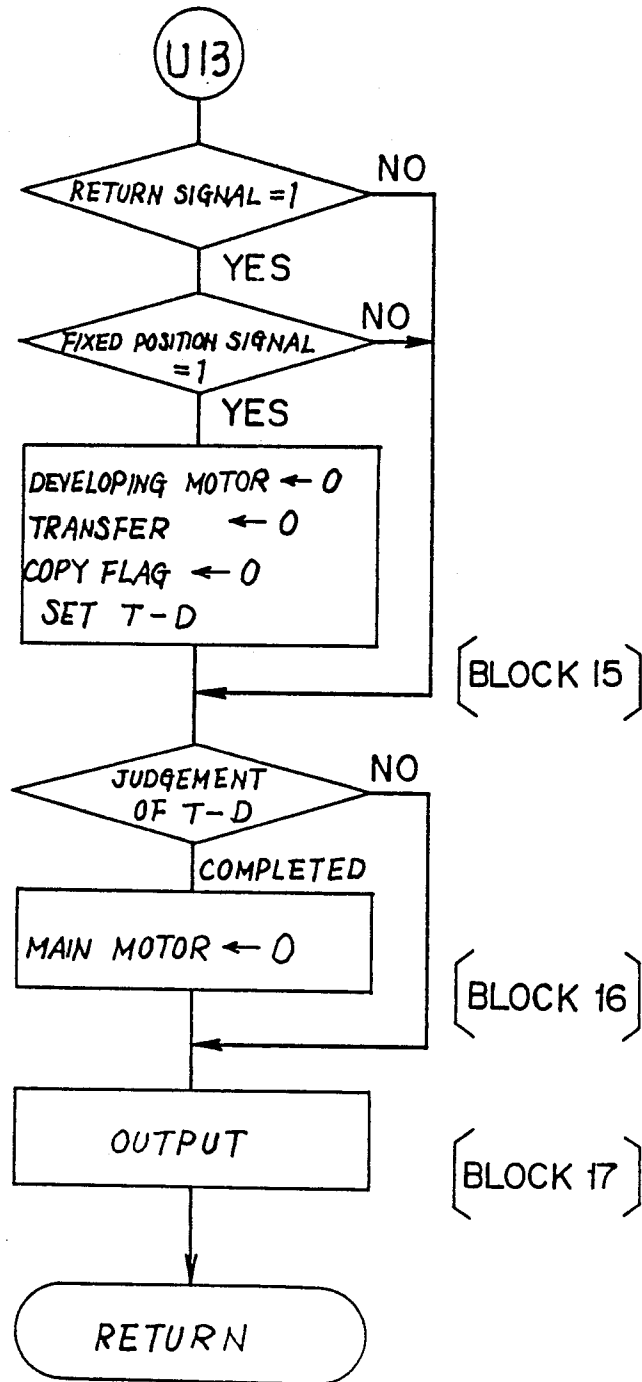 U13
RETURN SIGNAL = 1
NO
YES
FIXED POSITION SIGNAL
= 1
NO
YES
DEVELOPING MOTOR ← 0
TRANSFER ← 0
COPY FLAG ← 0
SET T-D
[BLOCK 15]
JUDGEMENT
OF T-D
NO
COMPLETED
MAIN MOTOR ← 0
[BLOCK 16]
OUTPUT
[BLOCK 17]
RETURN